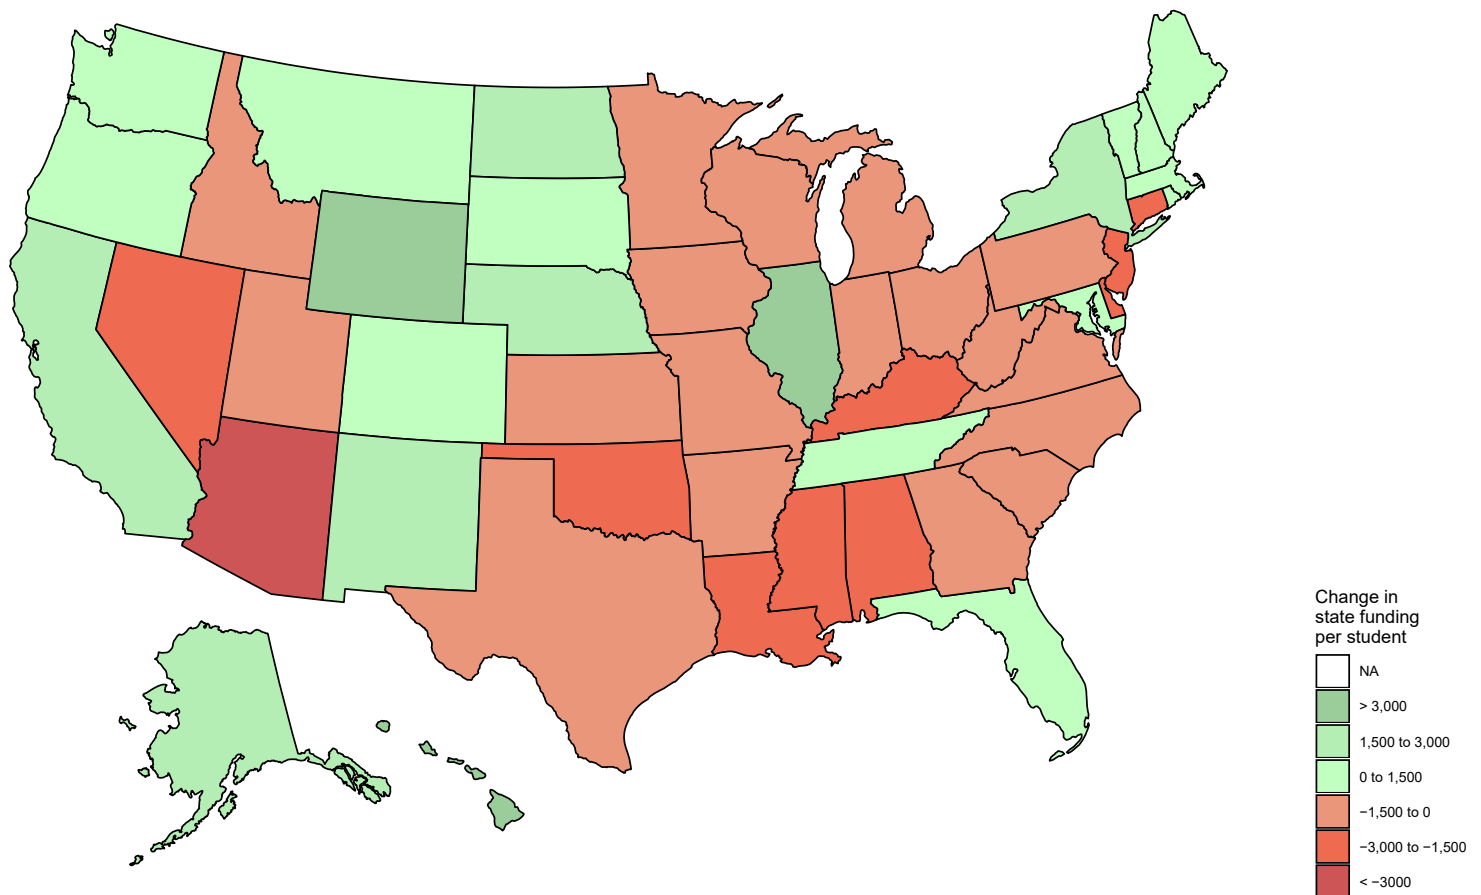 Change in
state funding
per student
NA
> 3,000
1,500 to 3,000
0 to 1,500
−1,500 to 0
−3,000 to −1,500
< −3000